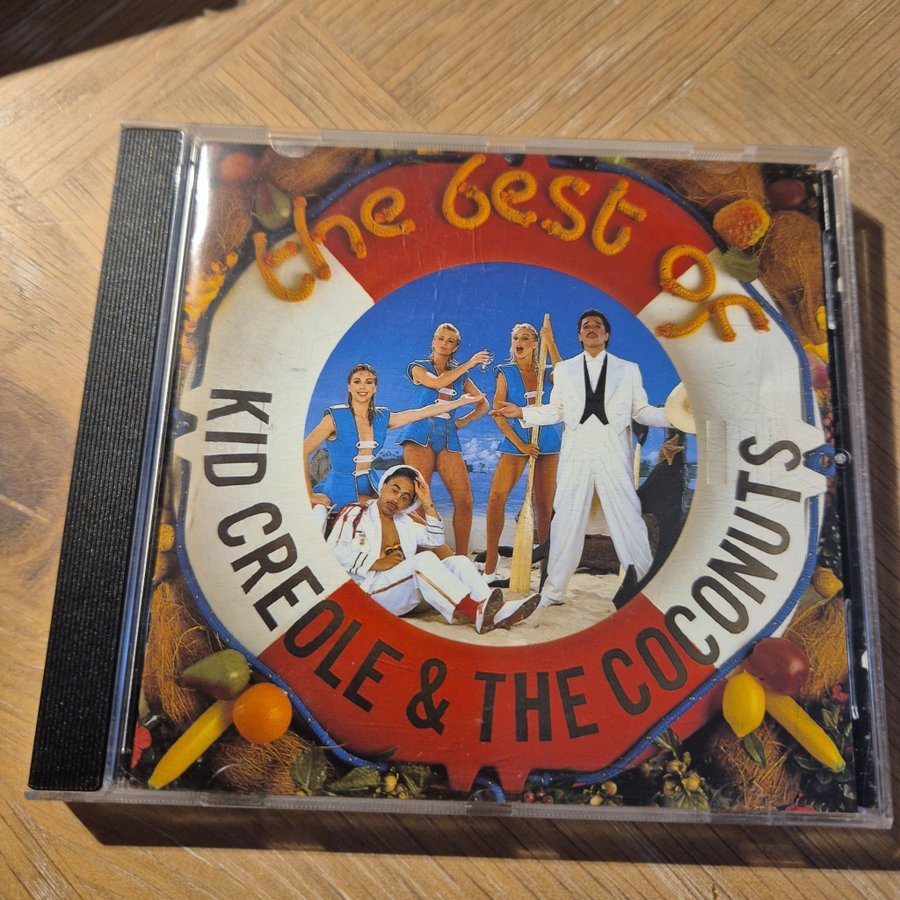 the best of
KID CREOLE & THE COCONUTS